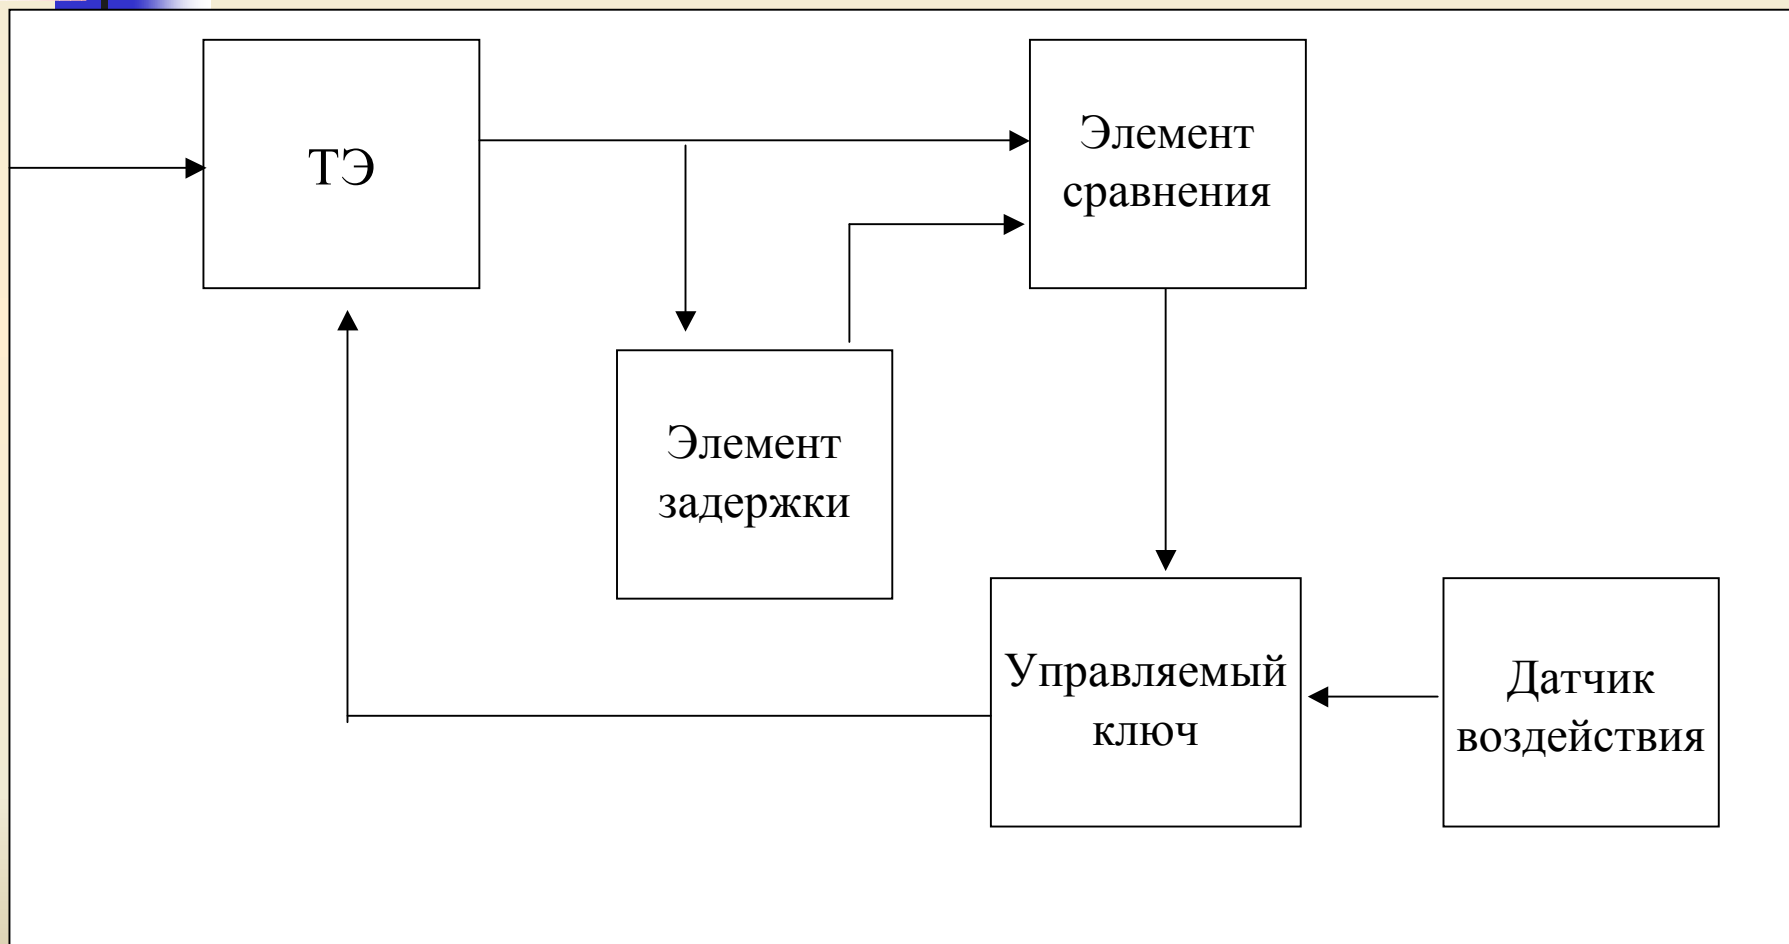 ТЭ
Элемент
сравнения
Элемент
задержки
Управляемый
ключ
Датчик
воздействия